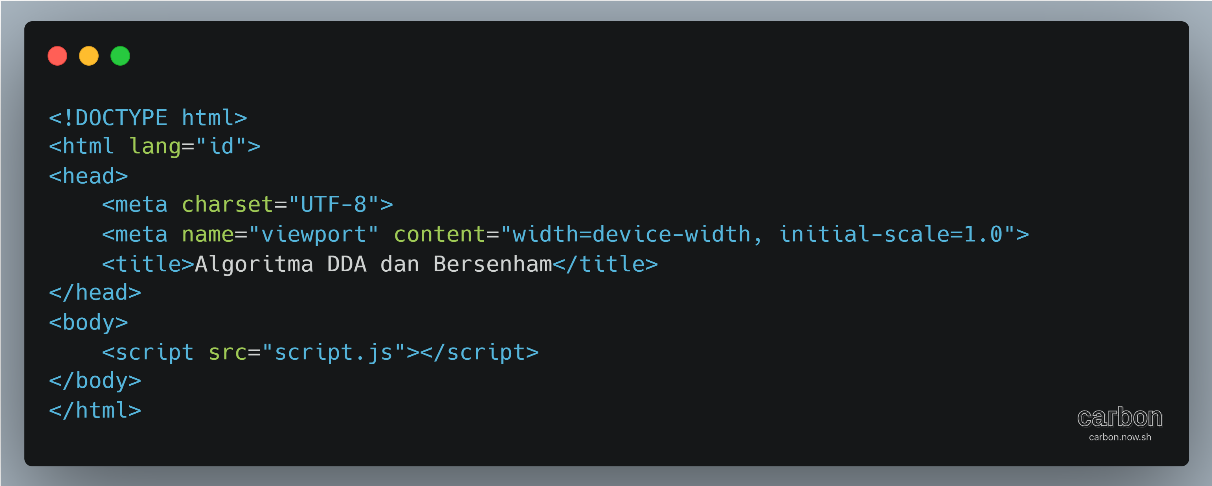 <!DOCTYPE html>
<html lang="id">
<head>
    <meta charset="UTF-8">
    <meta name="viewport" content="width=device-width, initial-scale=1.0">
    <title>Algoritma DDA dan Bersenham</title>
</head>
<body>
    <script src="script.js"></script>
</body>
</html>
carbon
carbon.now.sh